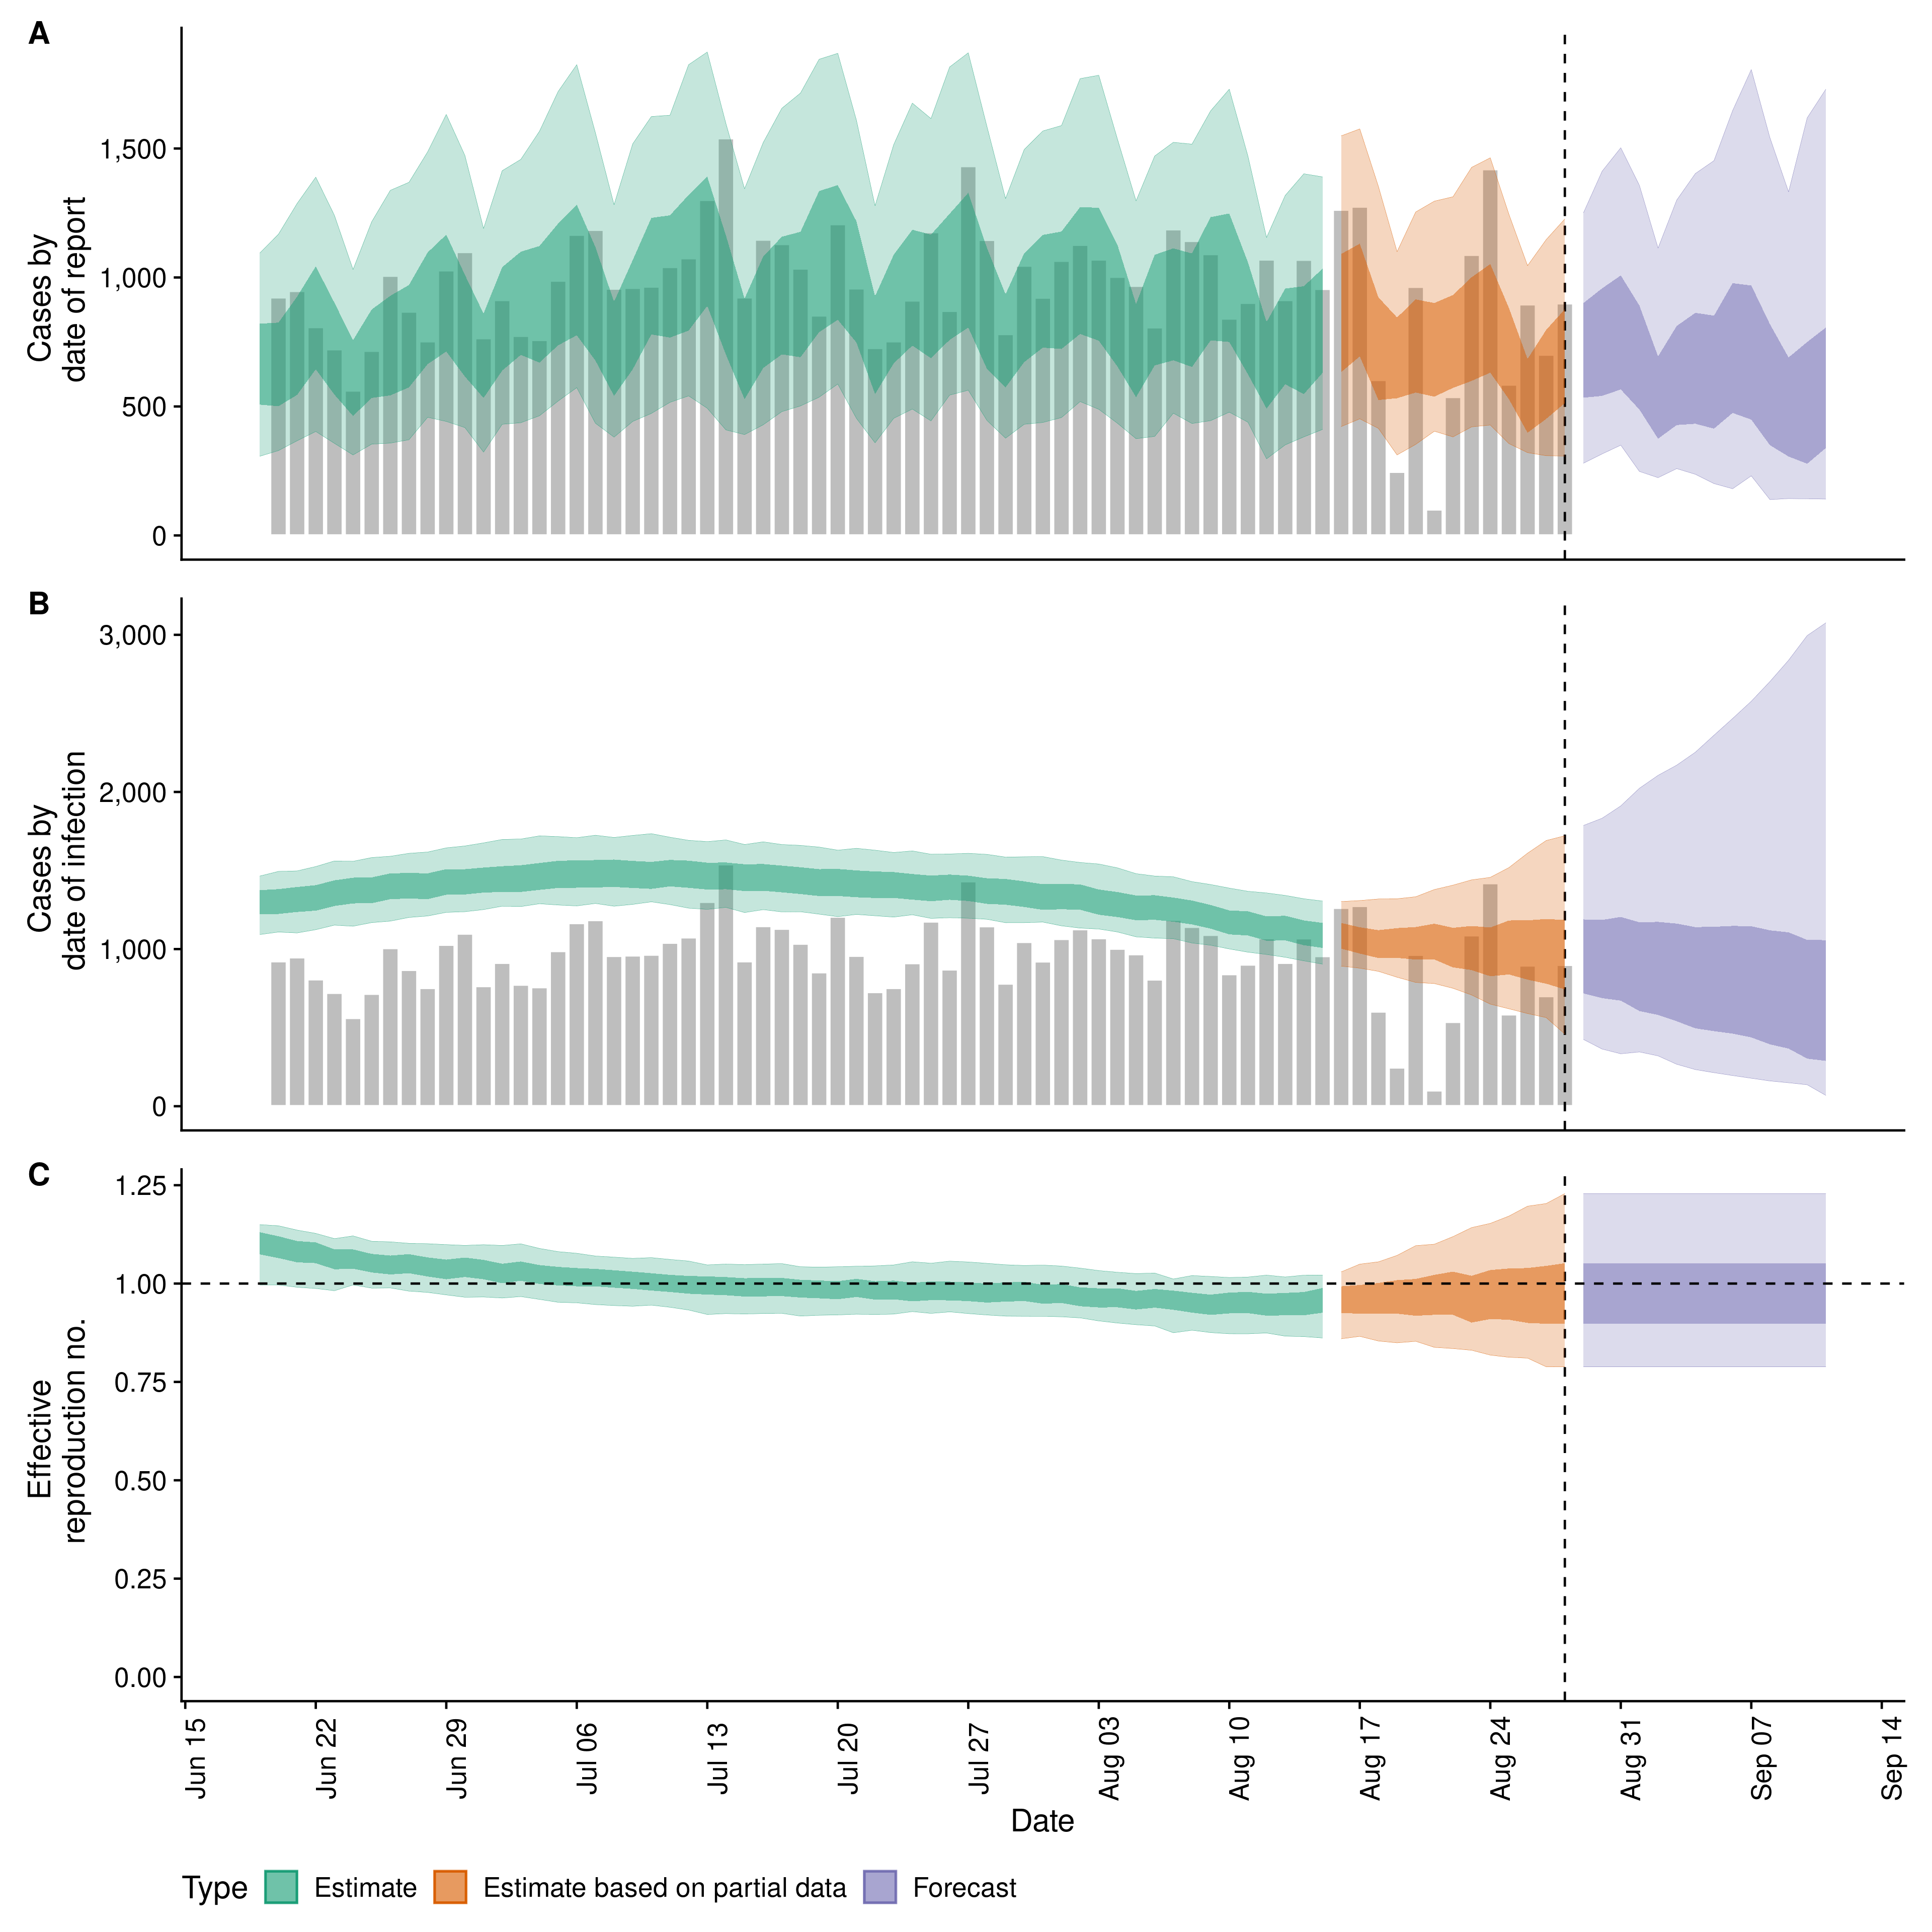 A
Cases by
date of report
1,500
1,000
500
0
B
Cases by
date of infection
3,000
2,000
1,000
0
C
Effective
reproduction no.
1.25
1.00
0.75
0.50
0.25
0.00
Jun 15
Jun 22
Jun 29
Jul 06
Jul 13
Jul 20
Jul 27
Aug 03
Aug 10
Aug 17
Aug 24
Aug 31
Sep 07
Sep 14
Date
Type Estimate Estimate based on partial data Forecast